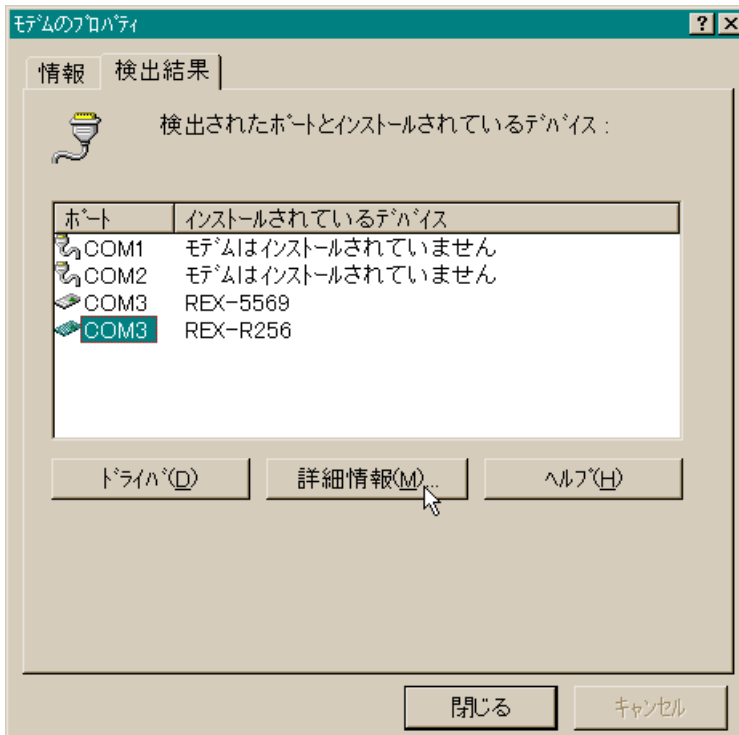 ﾓﾃﾞﾑのﾌﾟﾛﾊﾟﾃｨ
情報 検出結果
検出されたﾎﾟｰﾄとｲﾝｽﾄｰﾙされているﾃﾞﾊﾞｲｽ：
ﾎﾟｰﾄ ｲﾝｽﾄｰﾙされているﾃﾞﾊﾞｲｽ
COM1 ﾓﾃﾞﾑはｲﾝｽﾄｰﾙされていません
COM2 ﾓﾃﾞﾑはｲﾝｽﾄｰﾙされていません
COM3 REX-5569
COM3 REX-R256
ﾄﾞﾗｲﾊﾞ(D) 詳細情報(M)... ﾍﾙﾌﾟ(H)
閉じる ｷｬﾝｾﾙ